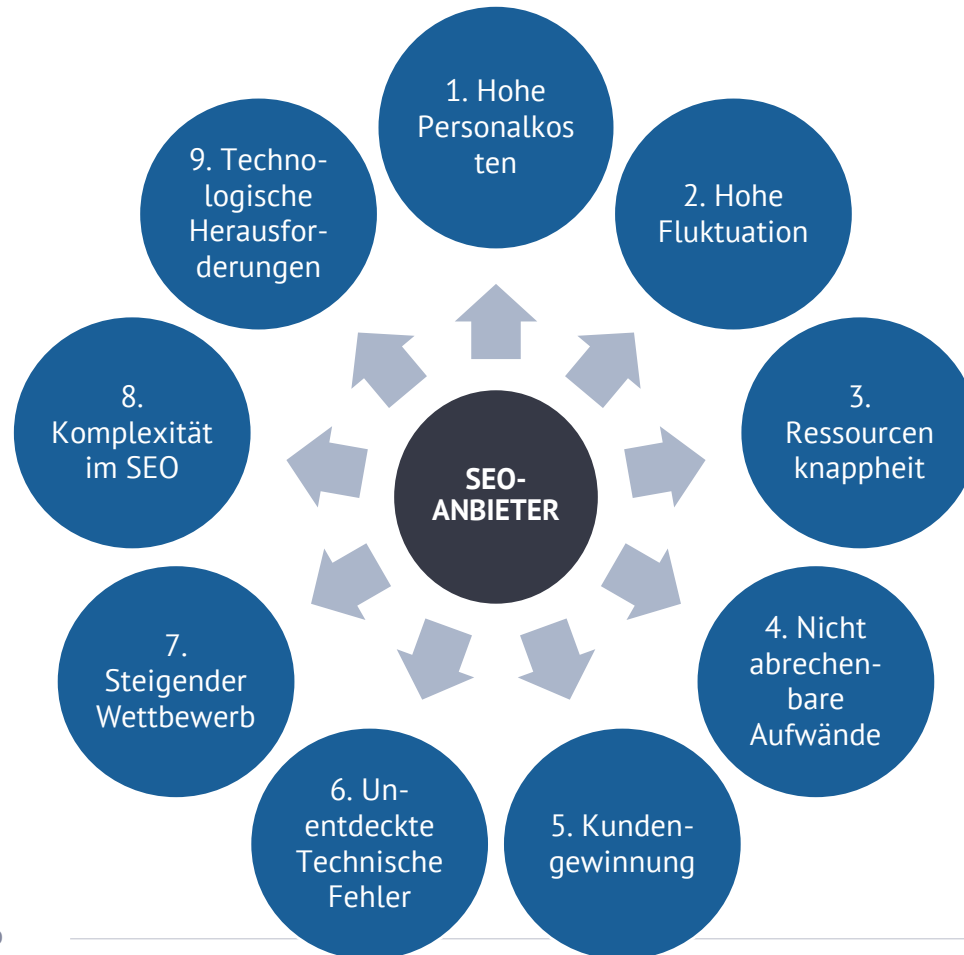 1. Hohe
Personalkos
ten
2. Hohe
Fluktuation
3.
Ressourcen
knappheit
4. Nicht
abrechen-
bare
Aufwände
5. Kunden-
gewinnung
6. Un-
entdeckte
Technische
Fehler
7.
Steigender
Wettbewerb
8.
Komplexität
im SEO
9. Techno-
logische
Herausfor-
derungen
SEO-
ANBIETER